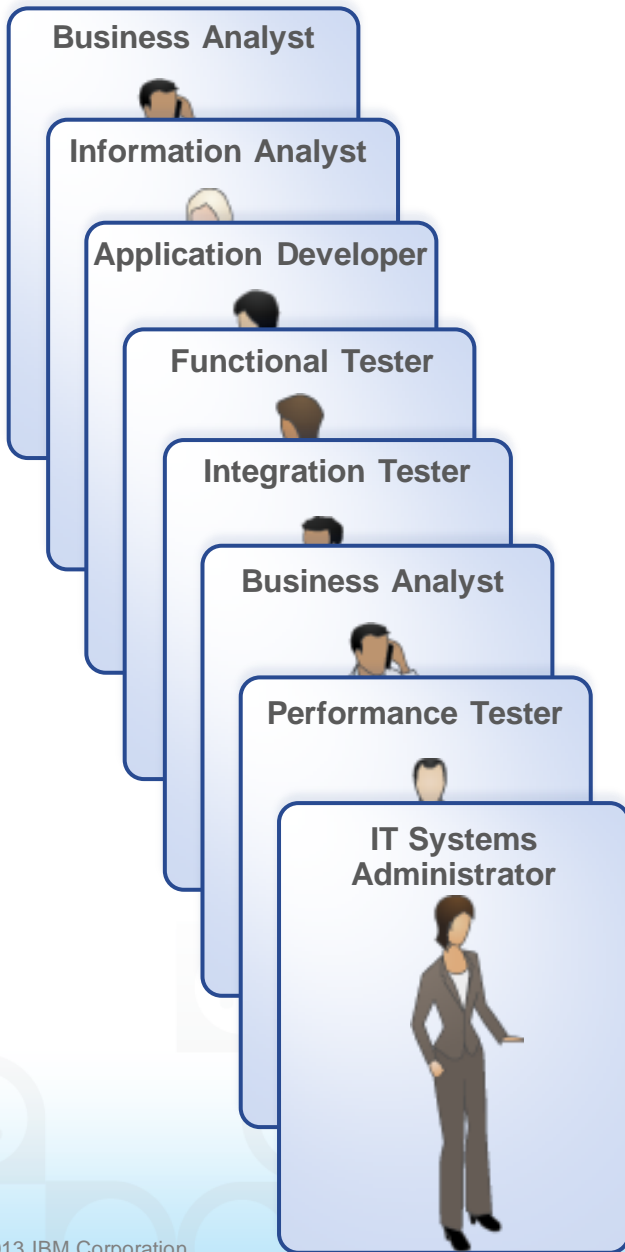 Business Analyst
Information Analyst
Application Developer
Functional Tester
Integration Tester
Business Analyst
Performance Tester
IT Systems
Administrator
13 IBM Corporation